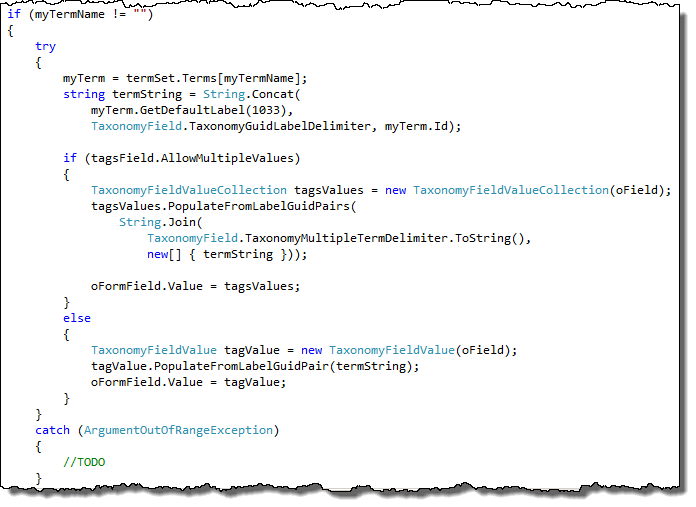 if (myTermName != "")
{
    try
    {
        myTerm = termSet.Terms[myTermName];
        string termString = String.Concat(
            myTerm.GetDefaultLabel(1033),
            TaxonomyField.TaxonomyGuidLabelDelimiter, myTerm.Id);

        if (tagsField.AllowMultipleValues)
        {
            TaxonomyFieldValueCollection tagsValues = new TaxonomyFieldValueCollection(oField);
            tagsValues.PopulateFromLabelGuidPairs(
                String.Join(
                    TaxonomyField.TaxonomyMultipleTermDelimiter.ToString(),
                    new[] { termString }));

            oFormField.Value = tagsValues;
        }
        else
        {
            TaxonomyFieldValue tagValue = new TaxonomyFieldValue(oField);
            tagValue.PopulateFromLabelGuidPair(termString);
            oFormField.Value = tagValue;
        }
    }
    catch (ArgumentOutOfRangeException)
    {
        //TODO
    }